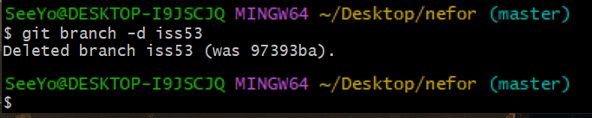 SeeYo@DESKTOP-I9JSCJQ MINGW64 ~/Desktop/nefor (master)
$ git branch -d iss53
Deleted branch iss53 (was 97393ba).
SeeYo@DESKTOP-I9JSCJQ MINGW64 ~/Desktop/nefor (master)
$